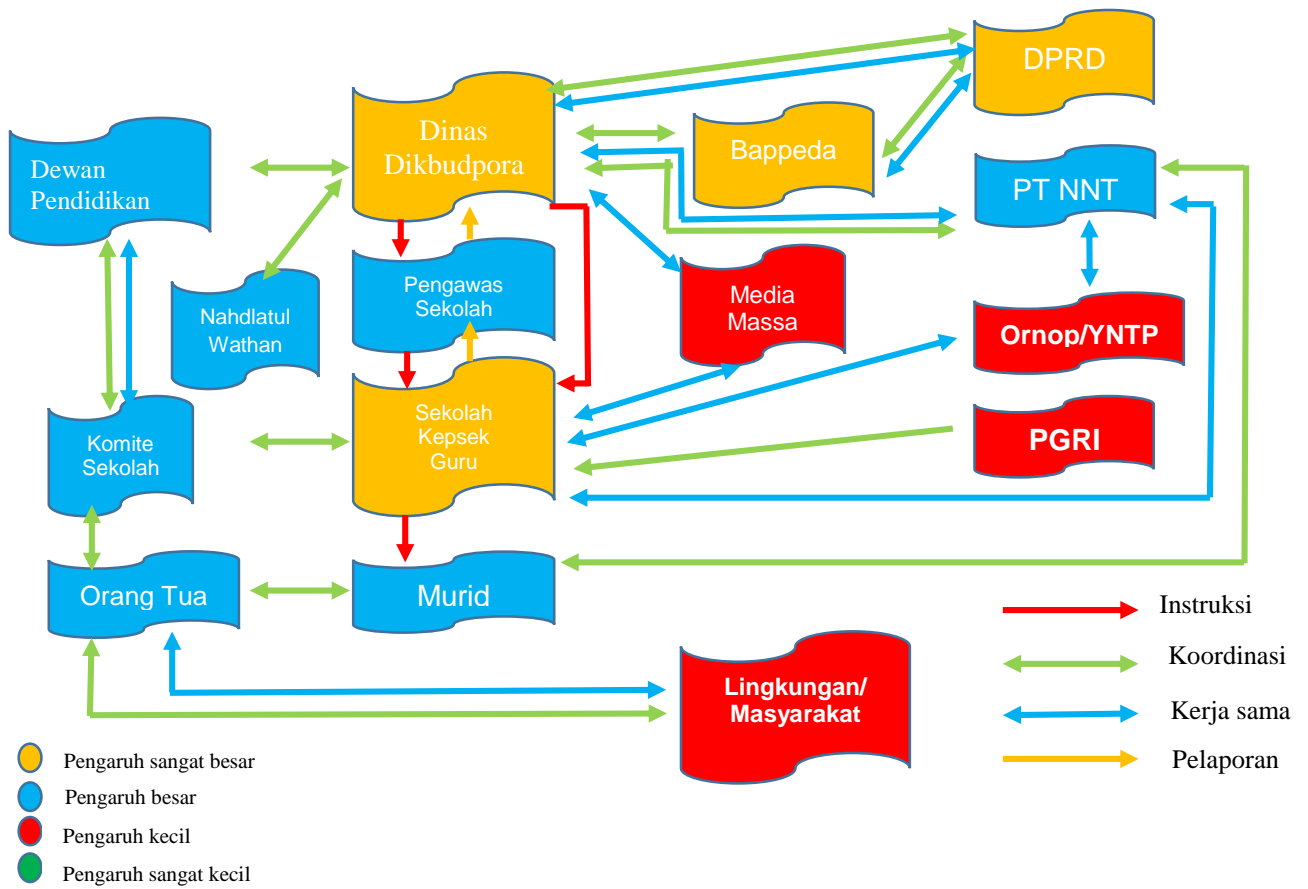 DPRD
Dinas
Dikbudpora
Bappeda
Dewan
Pendidikan
PT NNT
Pengawas
Sekolah
Nahdlatul
Wathan
Media
Massa
Ornop/YNTP
Sekolah
Kepsek
Guru
Komite
Sekolah
PGRI
Orang Tua
Murid
Lingkungan/
Masyarakat
Instruksi
Koordinasi
Kerja sama
Pelaporan
Pengaruh sangat besar
Pengaruh besar
Pengaruh kecil
Pengaruh sangat kecil